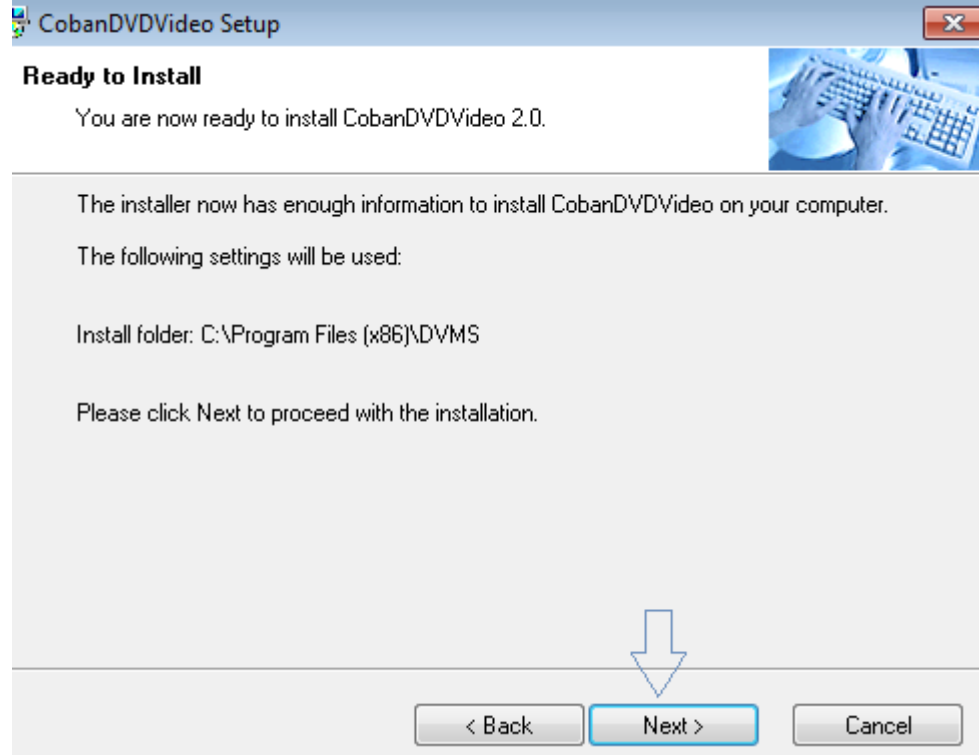 CobanDVDVideo Setup
Ready to Install
You are now ready to install CobanDVDVideo 2.0.
The installer now has enough information to install CobanDVDVideo on your computer.
The following settings will be used:
Install folder: C:\Program Files (x86)\DVMS
Please click Next to proceed with the installation.
< Back Next > Cancel